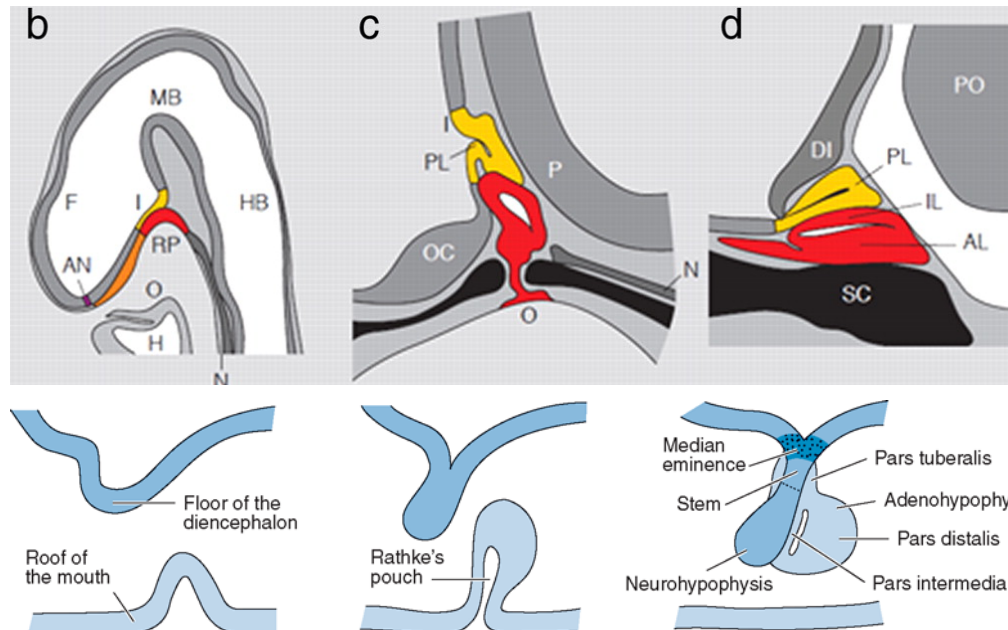 b
MB
F
I
HB
RP
AN
O
H
N
c
I
PL
P
OC
N
O
d
PO
DI
PL
IL
AL
SC
Floor of the
diencephalon
Roof of
the mouth
Rathke's
pouch
Median
eminence
Stem
Neurohypophysis
Pars tuberalis
Adenohypophy
Pars distalis
Pars intermedia